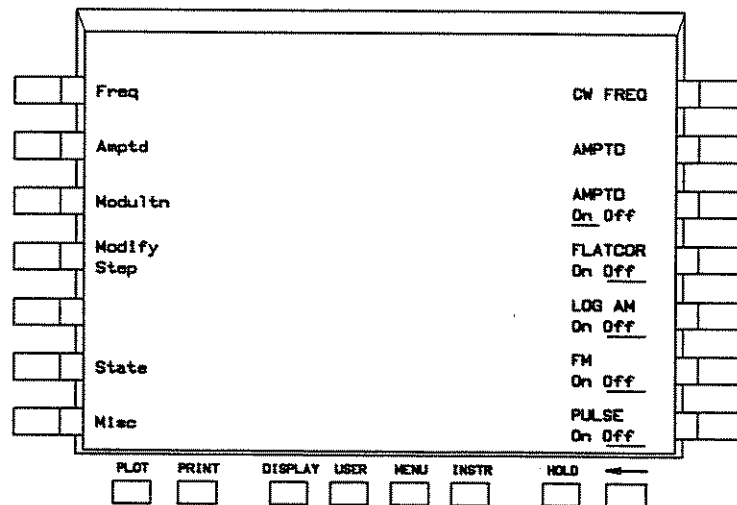 Freq
CW FREQ
Amptd
AMPTD
Modultn
AMPTD
On Off
Modify
Step
FLATCOR
On Off
LOG AM
On Off
State
FM
On Off
Misc
PULSE
On Off
PLOT PRINT DISPLAY USER MENU INSTR HOLD